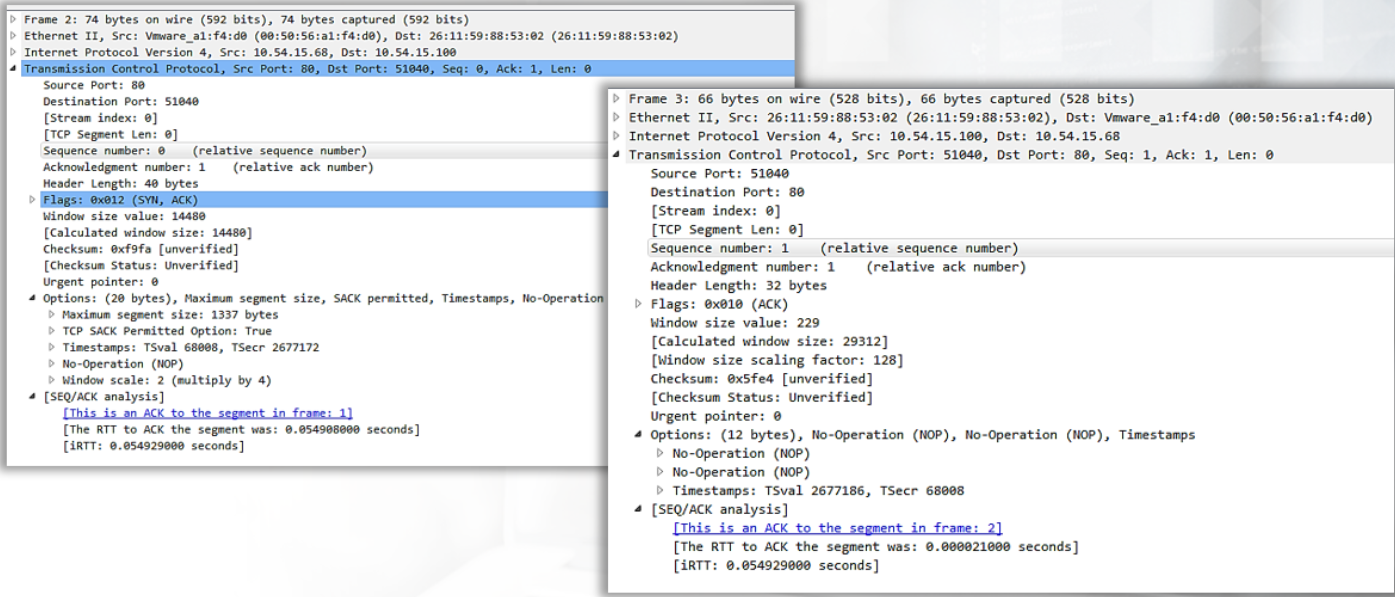 Frame 2: 74 bytes on wire (592 bits), 74 bytes captured (592 bits)
Ethernet II, Src: Vmware_a1:f4:d0 (00:50:56:a1:f4:d0), Dst: 26:11:59:88:53:02 (26:11:59:88:53:02)
Internet Protocol Version 4, Src: 10.54.15.68, Dst: 10.54.15.100
Transmission Control Protocol, Src Port: 80, Dst Port: 51040, Seq: 0, Ack: 1, Len: 0
Source Port: 80
Destination Port: 51040
[Stream index: 0]
[TCP Segment Len: 0]
Sequence number: 0 (relative sequence number)
Acknowledgment number: 1 (relative ack number)
Header Length: 40 bytes
Flags: 0x012 (SYN, ACK)
Window size value: 14480
[Calculated window size: 14480]
Checksum: 0xf9fa [unverified]
[Checksum Status: Unverified]
Urgent pointer: 0
Options: (20 bytes), Maximum segment size, SACK permitted, Timestamps, No-Operation
Maximum segment size: 1337 bytes
TCP SACK Permitted Option: True
Timestamps: TSval 68008, TSecr 2677172
No-Operation (NOP)
Window scale: 2 (multiply by 4)
[SEQ/ACK analysis]
[This is an ACK to the segment in frame: 1]
[The RTT to ACK the segment was: 0.054908000 seconds]
[iRTT: 0.054929000 seconds]
Frame 3: 66 bytes on wire (528 bits), 66 bytes captured (528 bits)
Ethernet II, Src: 26:11:59:88:53:02 (26:11:59:88:53:02), Dst: Vmware_a1:f4:d0 (00:50:56:a1:f4:d0)
Internet Protocol Version 4, Src: 10.54.15.100, Dst: 10.54.15.68
Transmission Control Protocol, Src Port: 51040, Dst Port: 80, Seq: 1, Ack: 1, Len: 0
Source Port: 51040
Destination Port: 80
[Stream index: 0]
[TCP Segment Len: 0]
Sequence number: 1 (relative sequence number)
Acknowledgment number: 1 (relative ack number)
Header Length: 32 bytes
Flags: 0x010 (ACK)
Window size value: 229
[Calculated window size: 29312]
[Window size scaling factor: 128]
Checksum: 0x5fe4 [unverified]
[Checksum Status: Unverified]
Urgent pointer: 0
Options: (12 bytes), No-Operation (NOP), No-Operation (NOP), Timestamps
No-Operation (NOP)
No-Operation (NOP)
Timestamps: TSval 2677186, TSecr 68008
[SEQ/ACK analysis]
[This is an ACK to the segment in frame: 2]
[The RTT to ACK the segment was: 0.000021000 seconds]
[iRTT: 0.054929000 seconds]